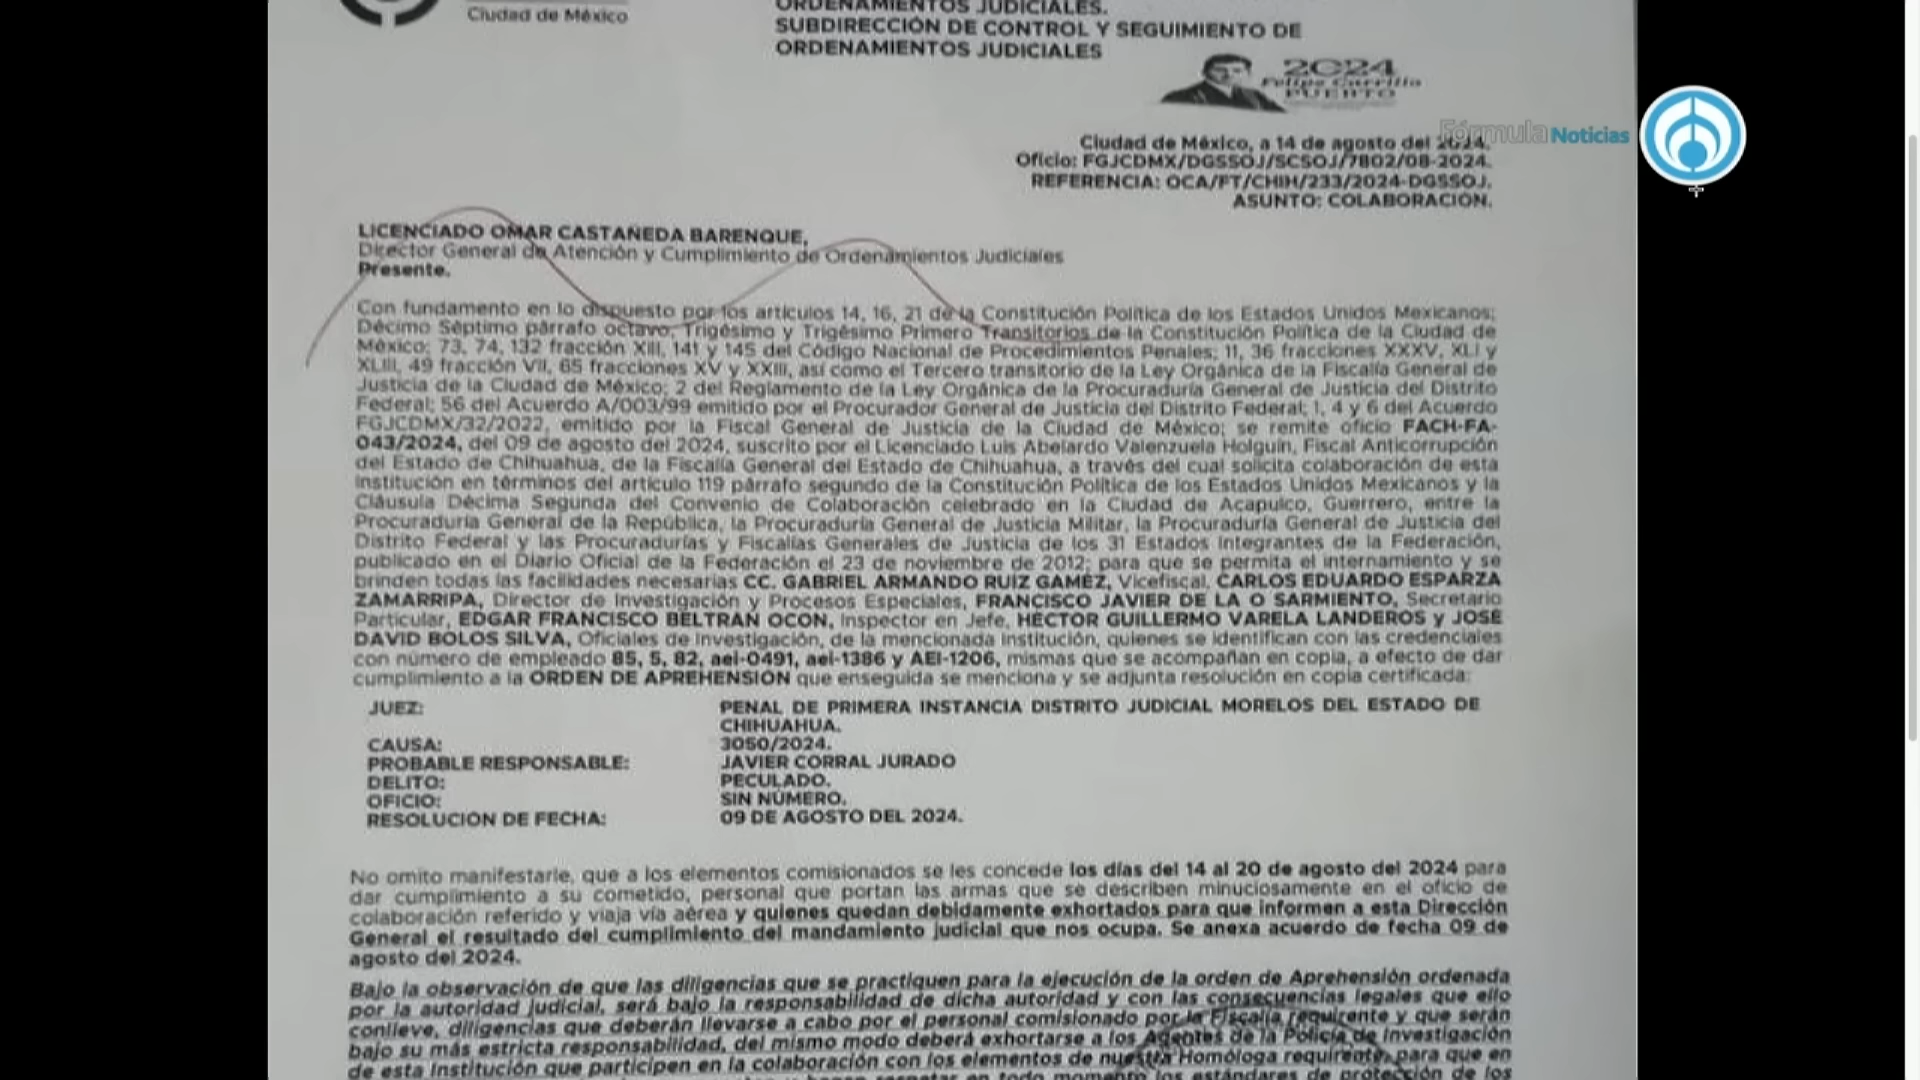 Ciudad de México
ORDENAMIENTOS JUDICIALES.
SUBDIRECCIÓN DE CONTROL Y SEGUIMIENTO DE
ORDENAMIENTOS JUDICIALES
2024
Felipe Carrillo
PUERTO
Fórmula Noticias
Ciudad de México, a 14 de agosto del 2024.
Oficio: FGJCDMX/DGSSOJ/SCSOJ/7802/08-2024.
REFERENCIA: OCA/FT/CHIH/233/2024-DGSSOJ.
ASUNTO: COLABORACIÓN.
LICENCIADO OMAR CASTAÑEDA BARENQUE,
Director General de Atención y Cumplimiento de Ordenamientos Judiciales
Presente.
Con fundamento en lo dispuesto por los artículos 14, 16, 21 de la Constitución Política de los Estados Unidos Mexicanos;
Décimo Séptimo párrafo octavo, Trigésimo y Trigésimo Primero Transitorios de la Constitución Política de la Ciudad de
México; 73, 74, 132 fracción XIII, 141 y 145 del Código Nacional de Procedimientos Penales; 11, 36 fracciones XXXV, XLI y
XLIII, 49 fracción VII, 65 fracciones XV y XXIII, así como el Tercero transitorio de la Ley Orgánica de la Fiscalía General de
Justicia de la Ciudad de México; 2 del Reglamento de la Ley Orgánica de la Procuraduría General de Justicia del Distrito
Federal; 56 del Acuerdo A/003/99 emitido por el Procurador General de Justicia del Distrito Federal; 1, 4 y 6 del Acuerdo
FGJCDMX/32/2022, emitido por la Fiscal General de Justicia de la Ciudad de México; se remite oficio FACH-FA-
043/2024, del 09 de agosto del 2024, suscrito por el Licenciado Luis Abelardo Valenzuela Holguín, Fiscal Anticorrupción
del Estado de Chihuahua, de la Fiscalía General del Estado de Chihuahua, a través del cual solicita colaboración de esta
Institución en términos del artículo 119 párrafo segundo de la Constitución Política de los Estados Unidos Mexicanos y la
Cláusula Décima Segunda del Convenio de Colaboración celebrado en la Ciudad de Acapulco, Guerrero, entre la
Procuraduría General de la República, la Procuraduría General de Justicia Militar, la Procuraduría General de Justicia del
Distrito Federal y las Procuradurías y Fiscalías Generales de Justicia de los 31 Estados Integrantes de la Federación,
publicado en el Diario Oficial de la Federación el 23 de noviembre de 2012; para que se permita el internamiento y se
brinden todas las facilidades necesarias CC. GABRIEL ARMANDO RUIZ GAMEZ, Vicefiscal, CARLOS EDUARDO ESPARZA
ZAMARRIPA, Director de Investigación y Procesos Especiales, FRANCISCO JAVIER DE LA O SARMIENTO, Secretario
Particular, EDGAR FRANCISCO BELTRAN OCON, Inspector en Jefe, HÉCTOR GUILLERMO VARELA LANDEROS y JOSÉ
DAVID BOLOS SILVA, Oficiales de Investigación, de la mencionada Institución, quienes se identifican con las credenciales
con número de empleado 85, 5, 82, aei-0491, aei-1386 y AEI-1206, mismas que se acompañan en copia, a efecto de dar
cumplimiento a la ORDEN DE APREHENSIÓN que enseguida se menciona y se adjunta resolución en copia certificada:
JUEZ: PENAL DE PRIMERA INSTANCIA DISTRITO JUDICIAL MORELOS DEL ESTADO DE
CHIHUAHUA.
CAUSA: 3050/2024.
PROBABLE RESPONSABLE: JAVIER CORRAL JURADO
DELITO: PECULADO.
OFICIO: SIN NÚMERO.
RESOLUCIÓN DE FECHA: 09 DE AGOSTO DEL 2024.
No omito manifestarle, que a los elementos comisionados se les concede los días del 14 al 20 de agosto del 2024 para
dar cumplimiento a su cometido, personal que portan las armas que se describen minuciosamente en el oficio de
colaboración referido y viaja vía aérea y quienes quedan debidamente exhortados para que informen a esta Dirección
General el resultado del cumplimiento del mandamiento judicial que nos ocupa. Se anexa acuerdo de fecha 09 de
agosto del 2024.
Bajo la observación de que las diligencias que se practiquen para la ejecución de la orden de Aprehensión ordenada
por la autoridad judicial, será bajo la responsabilidad de dicha autoridad y con las consecuencias legales que ello
conlleve, diligencias que deberán llevarse a cabo por el personal comisionado por la Fiscalía requirente y que serán
bajo su más estricta responsabilidad, del mismo modo deberá exhortarse a los Agentes de la Policía de Investigación
de esta Institución que participen en la colaboración con los elementos de nuestra Homóloga requirente, para que en
en todo momento los estándares de protección de los